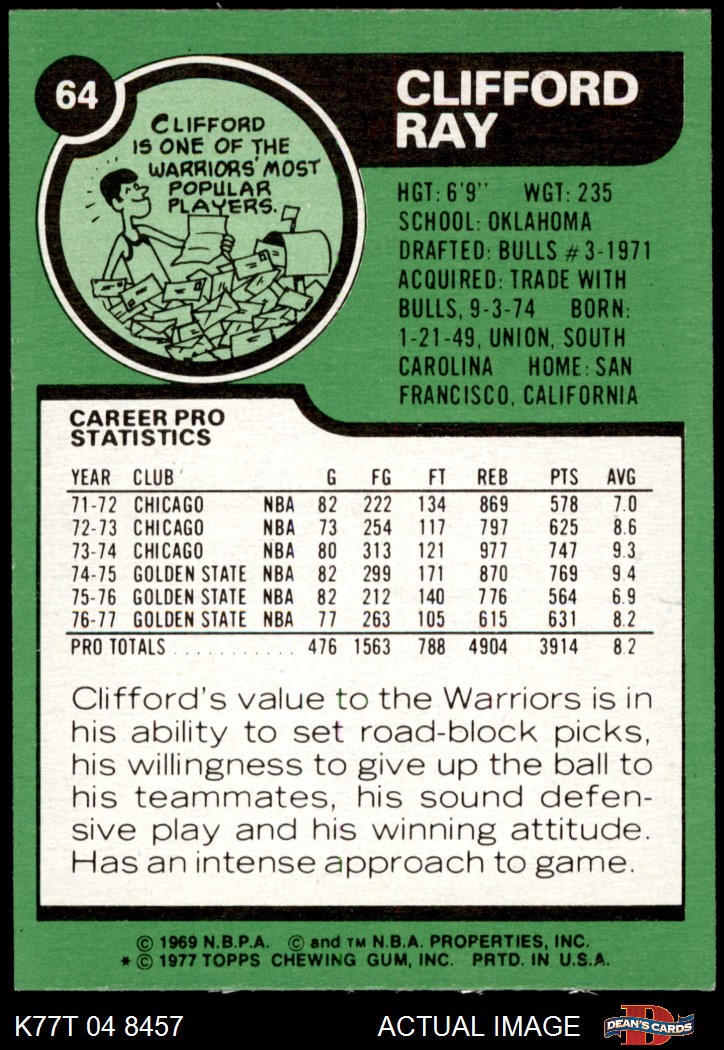 64
CLIFFORD
RAY
CLIFFORD
IS ONE OF THE
WARRIORS' MOST
POPULAR
PLAYERS.
HGT: 6'9" WGT: 235
SCHOOL: OKLAHOMA
DRAFTED: BULLS #3-1971
ACQUIRED: TRADE WITH
BULLS, 9-3-74 BORN:
1-21-49, UNION, SOUTH
CAROLINA HOME: SAN
FRANCISCO, CALIFORNIA
CAREER PRO
STATISTICS
YEAR CLUB G FG FT REB PTS AVG
71-72 CHICAGO NBA 82 222 134 869 578 7.0
72-73 CHICAGO NBA 73 254 117 797 625 8.6
73-74 CHICAGO NBA 80 313 121 977 747 9.3
74-75 GOLDEN STATE NBA 82 299 171 870 769 9.4
75-76 GOLDEN STATE NBA 82 212 140 776 564 6.9
76-77 GOLDEN STATE NBA 77 263 105 615 631 8.2
PRO TOTALS . . . . . . . . . . . 476 1563 788 4904 3914 8.2
Clifford's value to the Warriors is in
his ability to set road-block picks,
his willingness to give up the ball to
his teammates, his sound defen-
sive play and his winning attitude.
Has an intense approach to game.
© 1969 N.B.P.A. © and TM N.B.A. PROPERTIES, INC.
* © 1977 TOPPS CHEWING GUM, INC. PRTD. IN U.S.A.
K77T 04 8457 ACTUAL IMAGE D DEAN'S CARDS